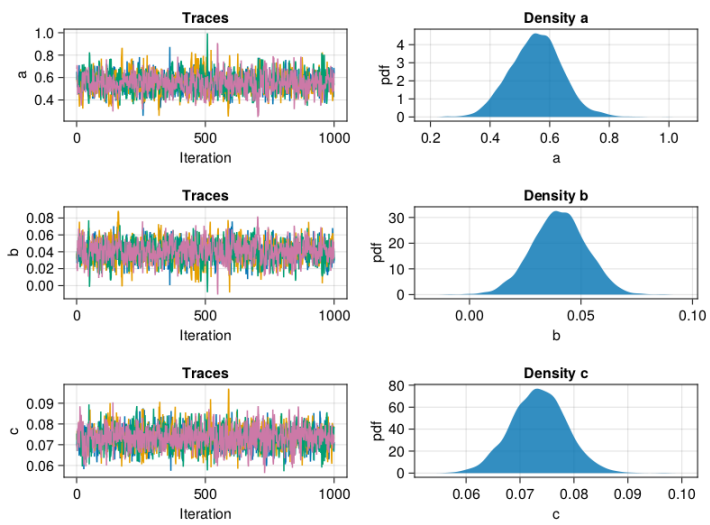 Traces
Density a
a
1.0
0.8
0.6
0.4
0
500
1000
Iteration
pdf
4
3
2
1
0
0.2
0.4
0.6
0.8
1.0
a
Traces
Density b
b
0.08
0.06
0.04
0.02
0.00
0
500
1000
Iteration
pdf
30
20
10
0
0.00
0.05
0.10
b
Traces
Density c
c
0.09
0.08
0.07
0.06
0
500
1000
Iteration
pdf
80
60
40
20
0
0.06
0.07
0.08
0.09
0.10
c